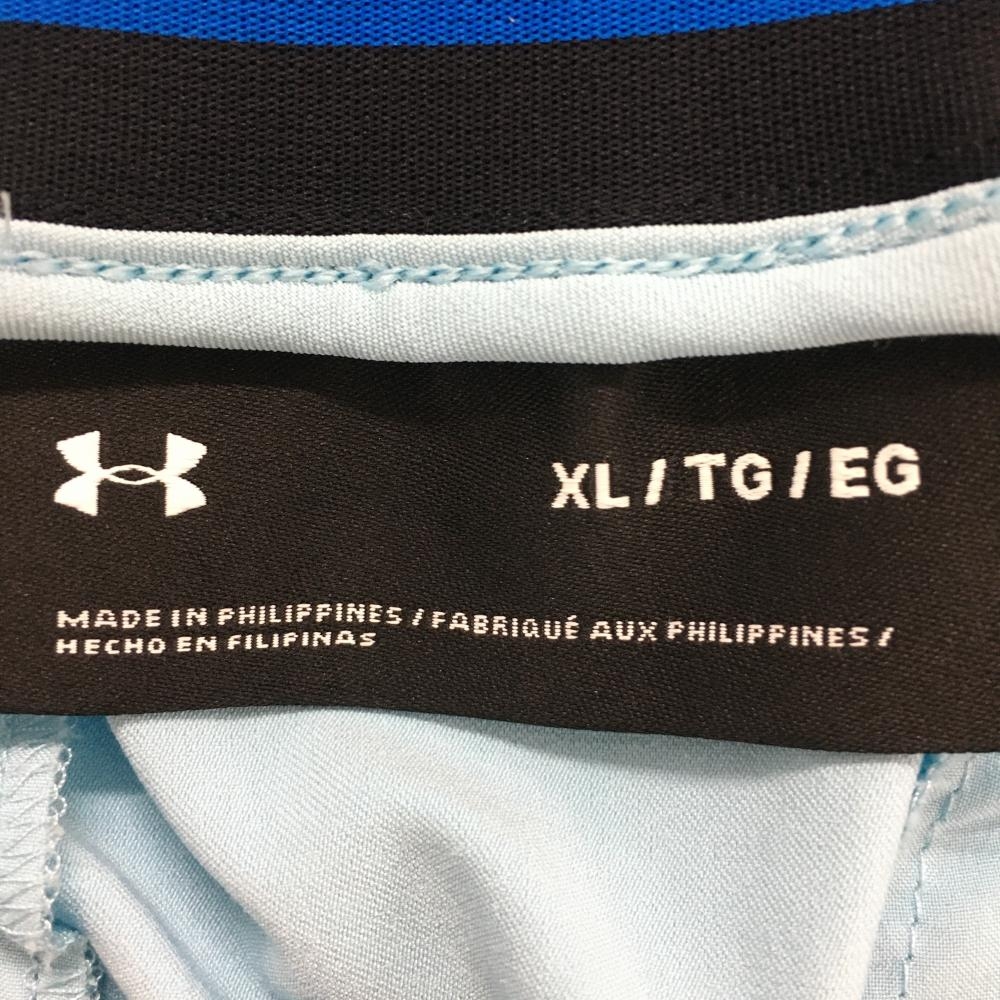 XL / TG / EG
MADE IN PHILIPPINES / FABRIQUÉ AUX PHILIPPINES /
HECHO EN FILIPINAS